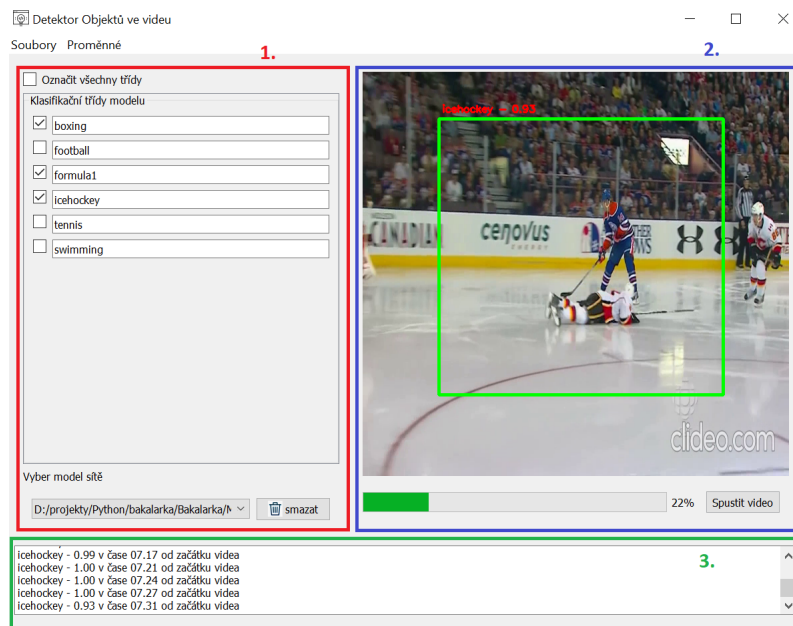 Detektor Objektů ve videu
Soubory Proměnné
1.
2.
Označit všechny třídy
Klasifikační třídy modelu
boxing
football
formula1
icehockey
tennis
swimming
Vyber model sítě
D:/projekty/Python/bakalarka/Bakalarka/M
smazat
icehockey - 0.93
CANADIAN
cenovus
ENERGY
clideo.com
22%
Spustit video
3.
icehockey - 0.99 v čase 07.17 od začátku videa
icehockey - 1.00 v čase 07.21 od začátku videa
icehockey - 1.00 v čase 07.24 od začátku videa
icehockey - 1.00 v čase 07.27 od začátku videa
icehockey - 0.93 v čase 07.31 od začátku videa